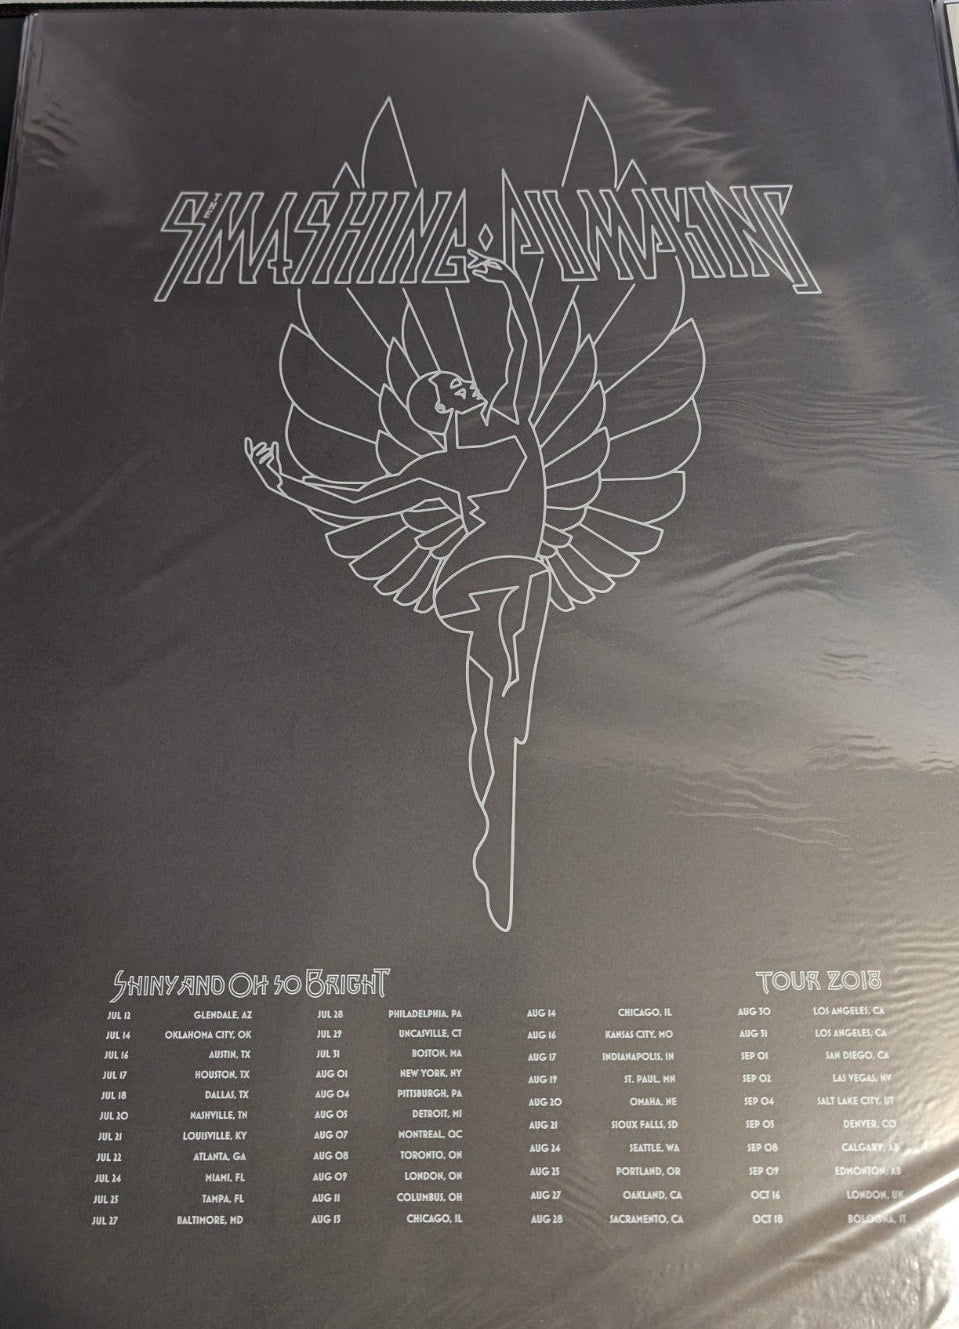 THE
SMASHING PUMPKINS
SHINY AND OH SO BRIGHT
TOUR 2018
JUL 12 GLENDALE, AZ
JUL 14 OKLAHOMA CITY, OK
JUL 16 AUSTIN, TX
JUL 17 HOUSTON, TX
JUL 18 DALLAS, TX
JUL 20 NASHVILLE, TN
JUL 21 LOUISVILLE, KY
JUL 22 ATLANTA, GA
JUL 24 MIAMI, FL
JUL 25 TAMPA, FL
JUL 27 BALTIMORE, MD
JUL 28 PHILADELPHIA, PA
JUL 29 UNCASVILLE, CT
JUL 31 BOSTON, MA
AUG 01 NEW YORK, NY
AUG 04 PITTSBURGH, PA
AUG 05 DETROIT, MI
AUG 07 MONTREAL, QC
AUG 08 TORONTO, ON
AUG 09 LONDON, ON
AUG 11 COLUMBUS, OH
AUG 13 CHICAGO, IL
AUG 14 CHICAGO, IL
AUG 16 KANSAS CITY, MO
AUG 17 INDIANAPOLIS, IN
AUG 19 ST. PAUL, MN
AUG 20 OMAHA, NE
AUG 21 SIOUX FALLS, SD
AUG 24 SEATTLE, WA
AUG 25 PORTLAND, OR
AUG 27 OAKLAND, CA
AUG 28 SACRAMENTO, CA
AUG 30 LOS ANGELES, CA
AUG 31 LOS ANGELES, CA
SEP 01 SAN DIEGO, CA
SEP 02 LAS VEGAS, NV
SEP 04 SALT LAKE CITY, UT
SEP 05 DENVER, CO
SEP 08 CALGARY, AB
SEP 09 EDMONTON, AB
OCT 16 LONDON, UK
OCT 18 BOLOGNA, IT